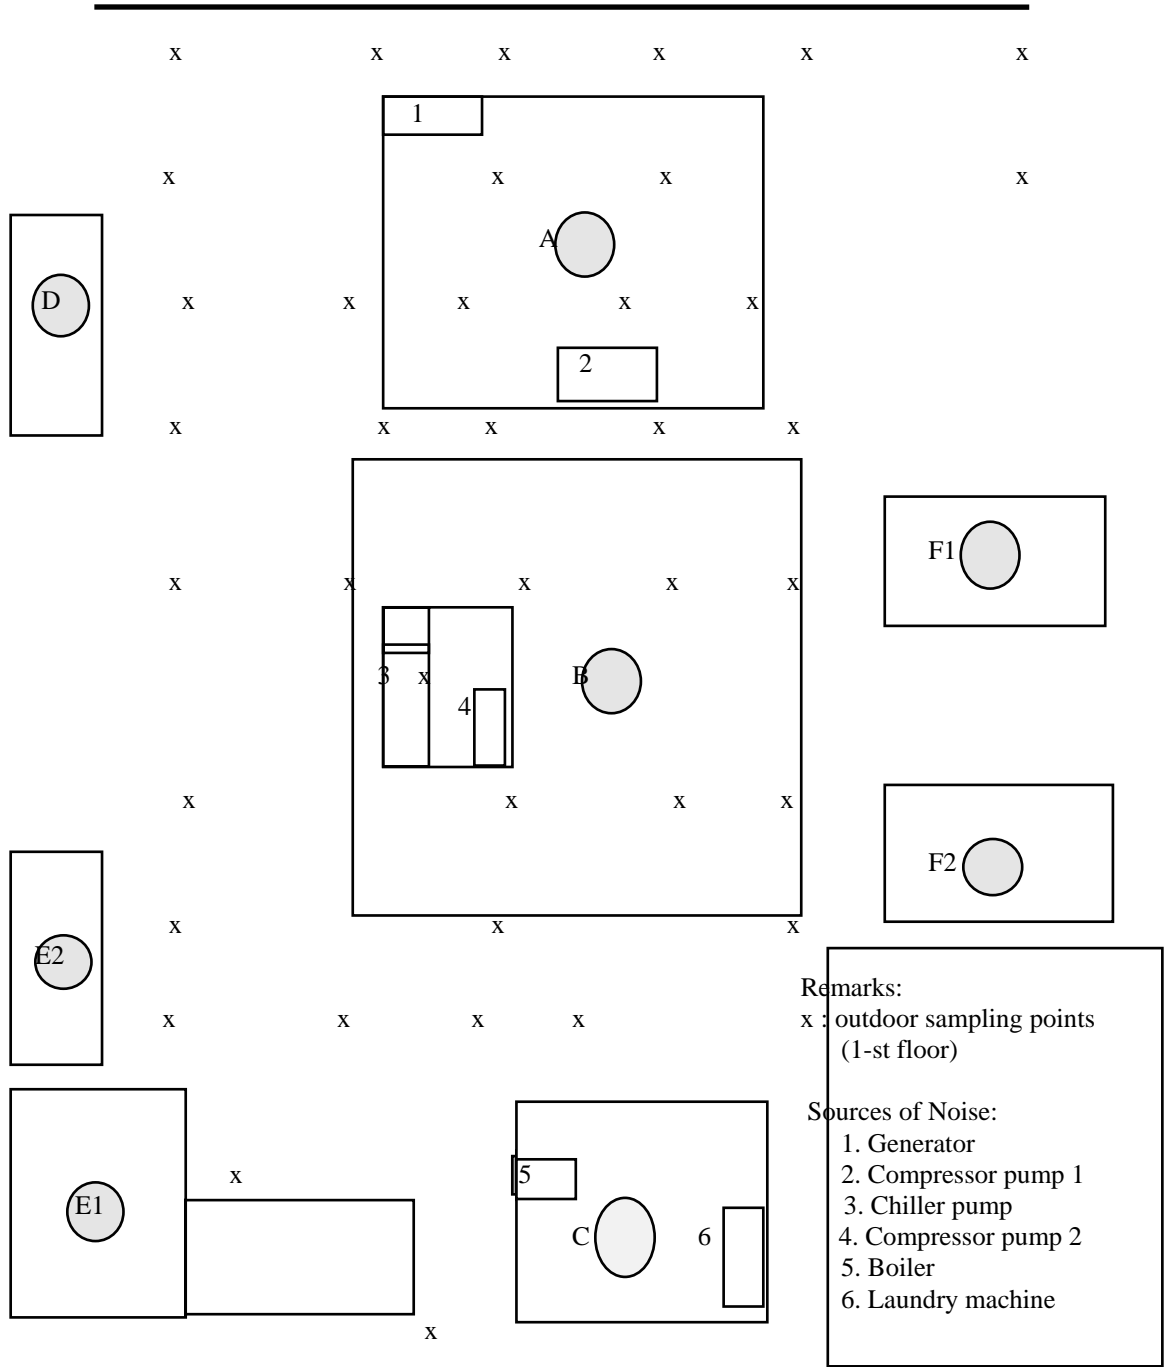 x x x x x x
1
x x x x
A
D x x x x x
2
x x x x x
F1
x x x x x
3 x B
4
x x x x
F2
x x x
E2
Remarks:
x x x x x : outdoor sampling points
(1-st floor)
Sources of Noise:
1. Generator
x 5 2. Compressor pump 1
E1 3. Chiller pump
C 6 4. Compressor pump 2
5. Boiler
6. Laundry machine
x